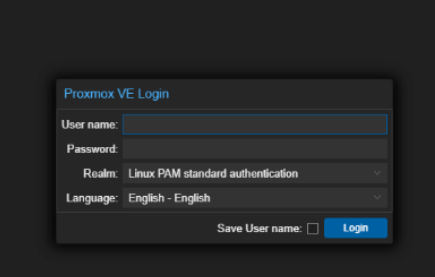 Proxmox VE Login
User name:
Password:
Realm: Linux PAM standard authentication
Language: English - English
Save User name: Login